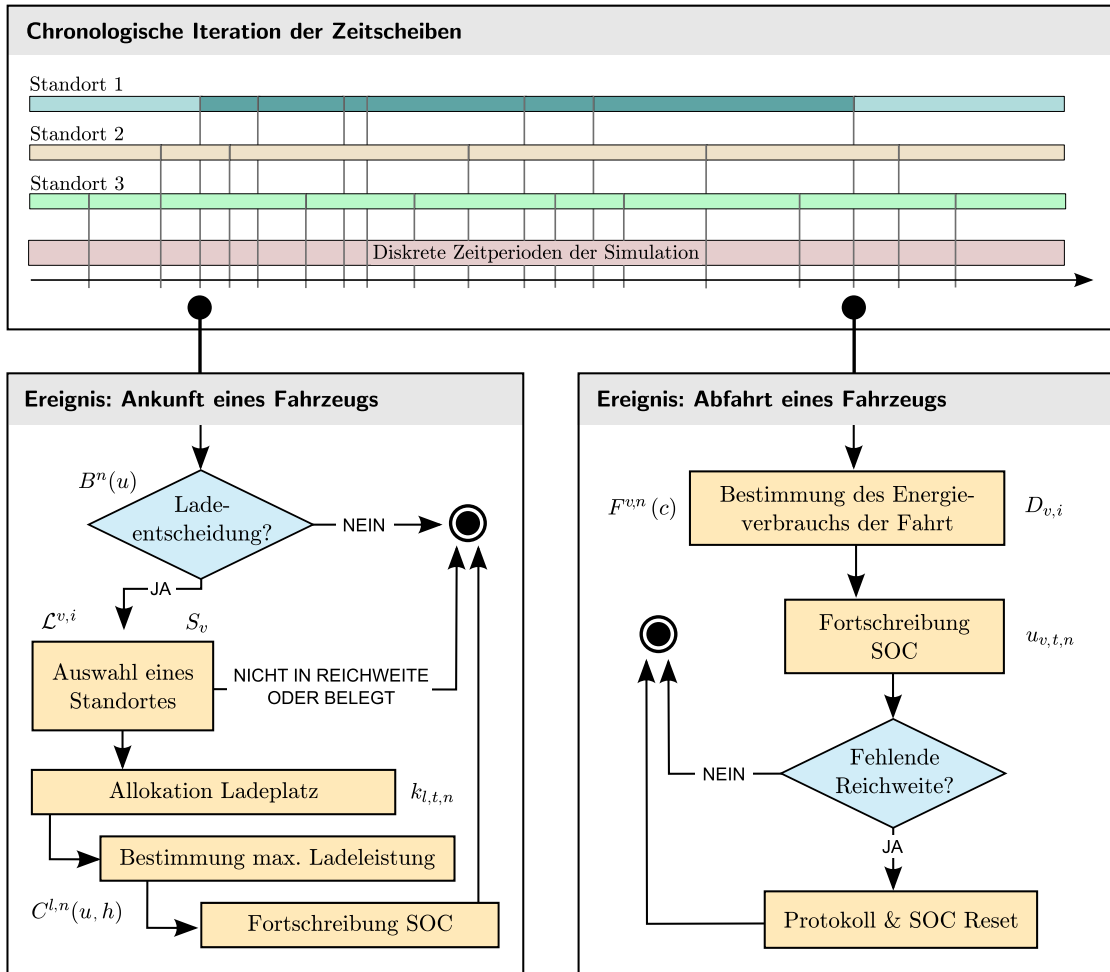 Chronologische Iteration der Zeitscheiben
Standort 1
Standort 2
Standort 3
Diskrete Zeitperioden der Simulation
Ereignis: Ankunft eines Fahrzeugs
B^n(u)
Lade-
entscheidung?
NEIN
JA
ℒ^{v,i}
S_v
Auswahl eines
Standortes
NICHT IN REICHWEITE
ODER BELEGT
Allokation Ladeplatz
k_{l,t,n}
Bestimmung max. Ladeleistung
C^{l,n}(u, h)
Fortschreibung SOC
Ereignis: Abfahrt eines Fahrzeugs
F^{v,n}(c)
Bestimmung des Energie-
verbrauchs der Fahrt
D_{v,i}
Fortschreibung
SOC
u_{v,t,n}
Fehlende
Reichweite?
NEIN
JA
Protokoll & SOC Reset